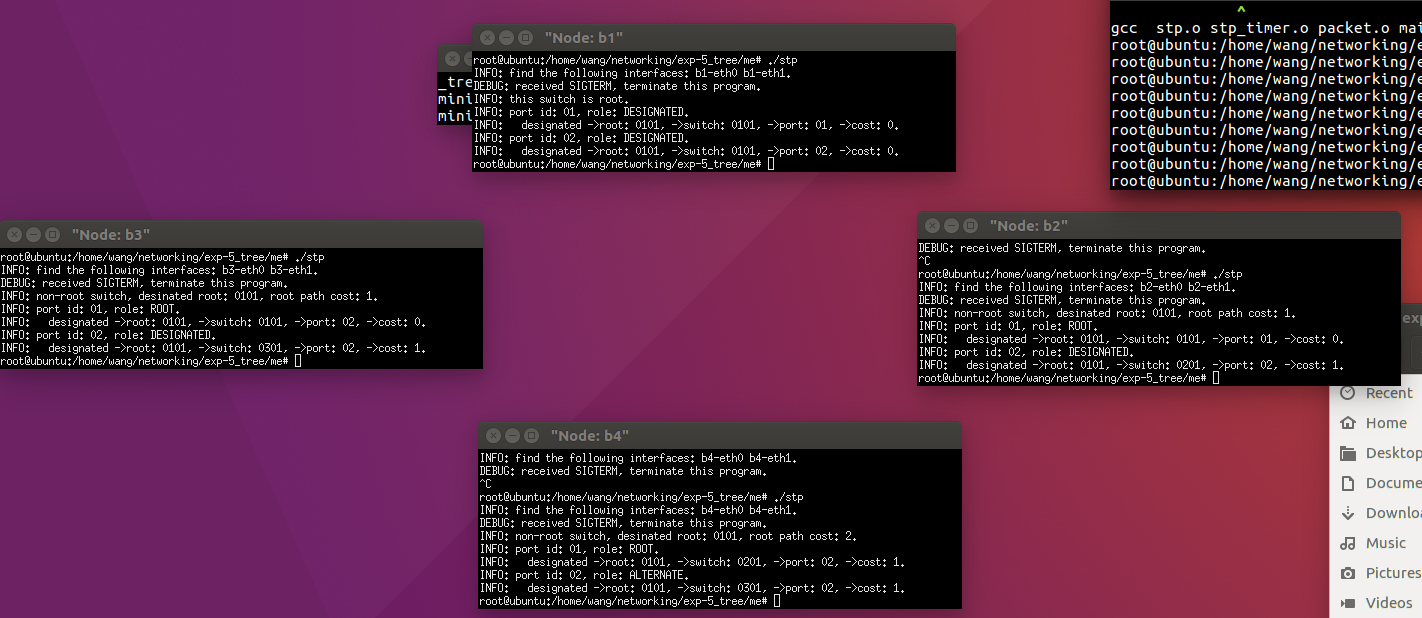 "Node: b1"
root@ubuntu:/home/wang/networking/exp-5_tree/me# ./stp
INFO: find the following interfaces: b1-eth0 b1-eth1.
DEBUG: received SIGTERM, terminate this program.
INFO: this switch is root.
INFO: port id: 01, role: DESIGNATED.
INFO:   designated ->root: 0101, ->switch: 0101, ->port: 01, ->cost: 0.
INFO: port id: 02, role: DESIGNATED.
INFO:   designated ->root: 0101, ->switch: 0101, ->port: 02, ->cost: 0.
root@ubuntu:/home/wang/networking/exp-5_tree/me#
_tre
mini
mini
^
gcc  stp.o stp_timer.o packet.o mai
root@ubuntu:/home/wang/networking/e
root@ubuntu:/home/wang/networking/e
root@ubuntu:/home/wang/networking/e
root@ubuntu:/home/wang/networking/e
root@ubuntu:/home/wang/networking/e
root@ubuntu:/home/wang/networking/e
root@ubuntu:/home/wang/networking/e
root@ubuntu:/home/wang/networking/e
root@ubuntu:/home/wang/networking/e
"Node: b3"
root@ubuntu:/home/wang/networking/exp-5_tree/me# ./stp
INFO: find the following interfaces: b3-eth0 b3-eth1.
DEBUG: received SIGTERM, terminate this program.
INFO: non-root switch, desinated root: 0101, root path cost: 1.
INFO: port id: 01, role: ROOT.
INFO:   designated ->root: 0101, ->switch: 0101, ->port: 02, ->cost: 0.
INFO: port id: 02, role: DESIGNATED.
INFO:   designated ->root: 0101, ->switch: 0301, ->port: 02, ->cost: 1.
root@ubuntu:/home/wang/networking/exp-5_tree/me#
"Node: b2"
DEBUG: received SIGTERM, terminate this program.
^C
root@ubuntu:/home/wang/networking/exp-5_tree/me# ./stp
INFO: find the following interfaces: b2-eth0 b2-eth1.
DEBUG: received SIGTERM, terminate this program.
INFO: non-root switch, desinated root: 0101, root path cost: 1.
INFO: port id: 01, role: ROOT.
INFO:   designated ->root: 0101, ->switch: 0101, ->port: 01, ->cost: 0.
INFO: port id: 02, role: DESIGNATED.
INFO:   designated ->root: 0101, ->switch: 0201, ->port: 02, ->cost: 1.
root@ubuntu:/home/wang/networking/exp-5_tree/me#
"Node: b4"
INFO: find the following interfaces: b4-eth0 b4-eth1.
DEBUG: received SIGTERM, terminate this program.
^C
root@ubuntu:/home/wang/networking/exp-5_tree/me# ./stp
INFO: find the following interfaces: b4-eth0 b4-eth1.
DEBUG: received SIGTERM, terminate this program.
INFO: non-root switch, desinated root: 0101, root path cost: 2.
INFO: port id: 01, role: ROOT.
INFO:   designated ->root: 0101, ->switch: 0201, ->port: 02, ->cost: 1.
INFO: port id: 02, role: ALTERNATE.
INFO:   designated ->root: 0101, ->switch: 0301, ->port: 02, ->cost: 1.
root@ubuntu:/home/wang/networking/exp-5_tree/me#
exp
Recent
Home
Desktop
Docume
Downloa
Music
Pictures
Videos